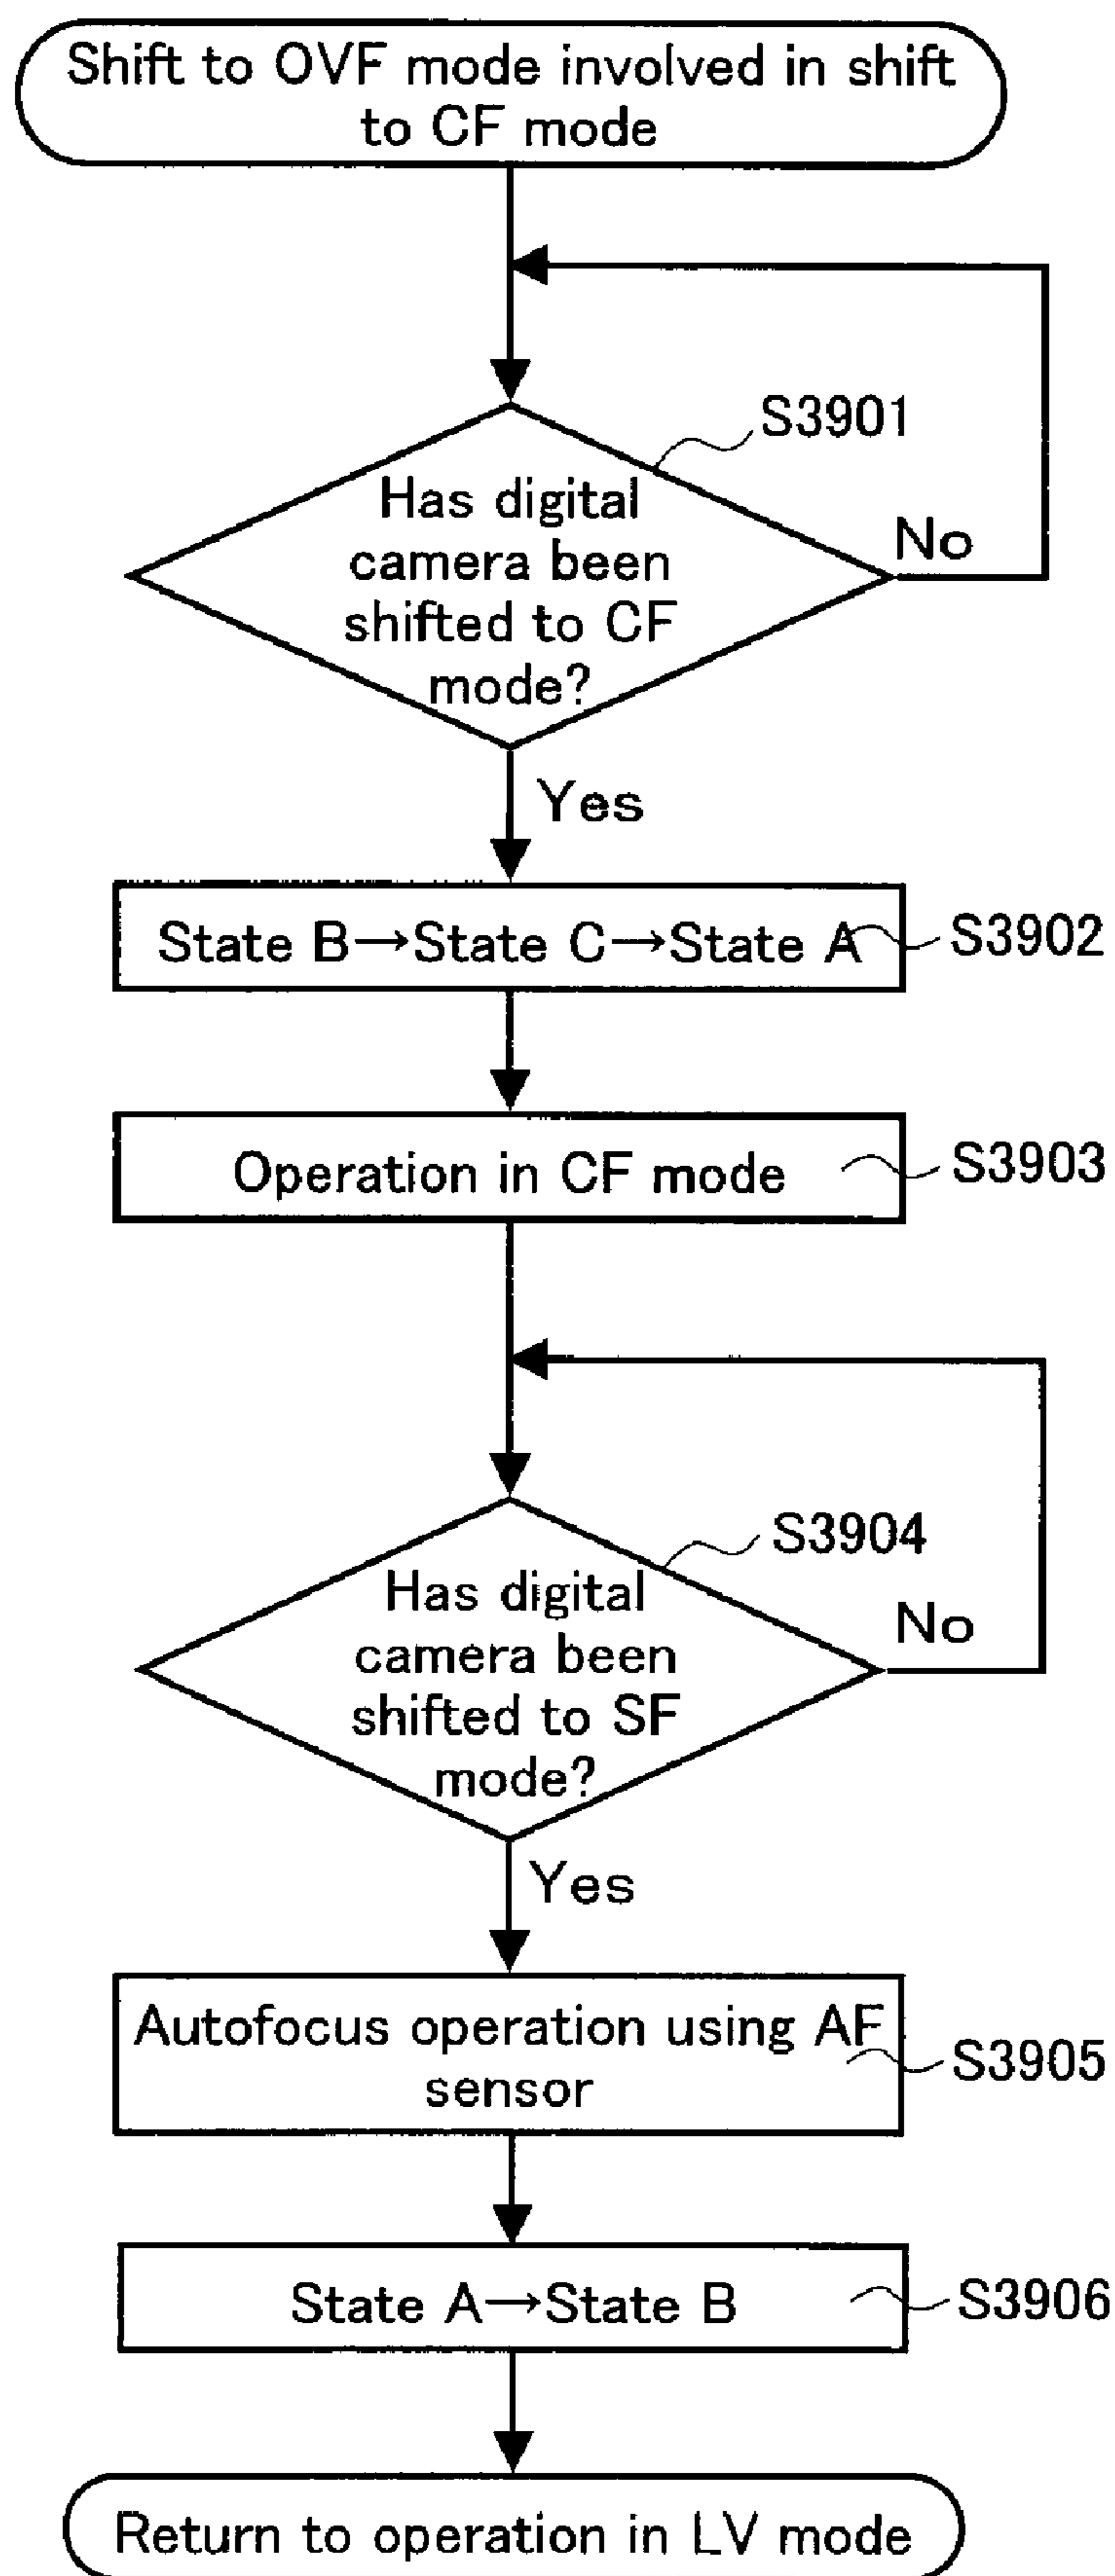 Shift to OVF mode involved in shift
to CF mode
S3901
Has digital
camera been
shifted to CF
mode?
No
Yes
State B→State C→State A
S3902
Operation in CF mode
S3903
S3904
Has digital
camera been
shifted to SF
mode?
No
Yes
Autofocus operation using AF
sensor
S3905
State A→State B
S3906
Return to operation in LV mode